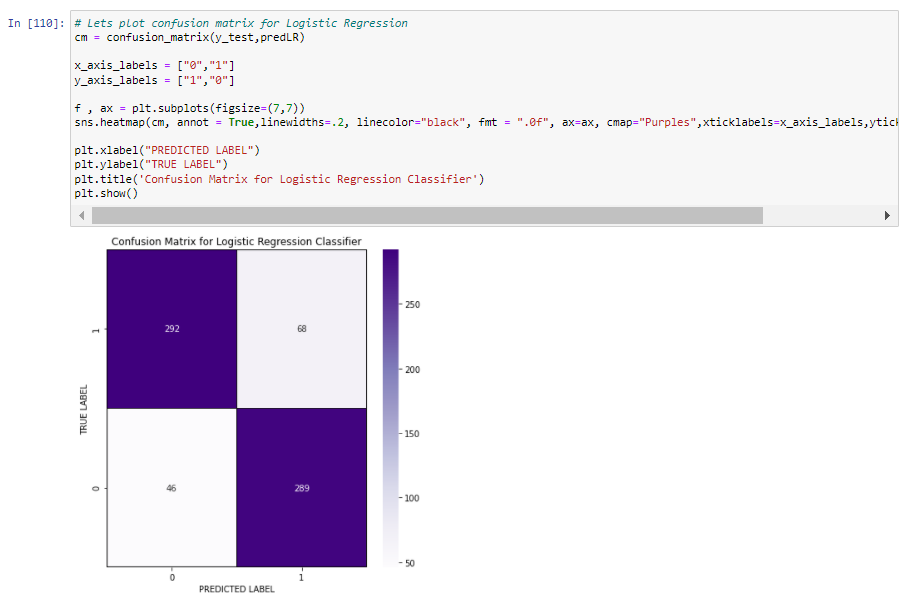 In [110]:
# Lets plot confusion matrix for Logistic Regression
cm = confusion_matrix(y_test,predLR)
x_axis_labels = ["0","1"]
y_axis_labels = ["1","0"]
f , ax = plt.subplots(figsize=(7,7))
sns.heatmap(cm, annot = True,linewidths=.2, linecolor="black", fmt = ".0f", ax=ax, cmap="Purples",xticklabels=x_axis_labels,ytick
plt.xlabel("PREDICTED LABEL")
plt.ylabel("TRUE LABEL")
plt.title('Confusion Matrix for Logistic Regression Classifier')
plt.show()
Confusion Matrix for Logistic Regression Classifier
1
292
68
TRUE LABEL
0
46
289
0
1
PREDICTED LABEL
250
200
150
100
50